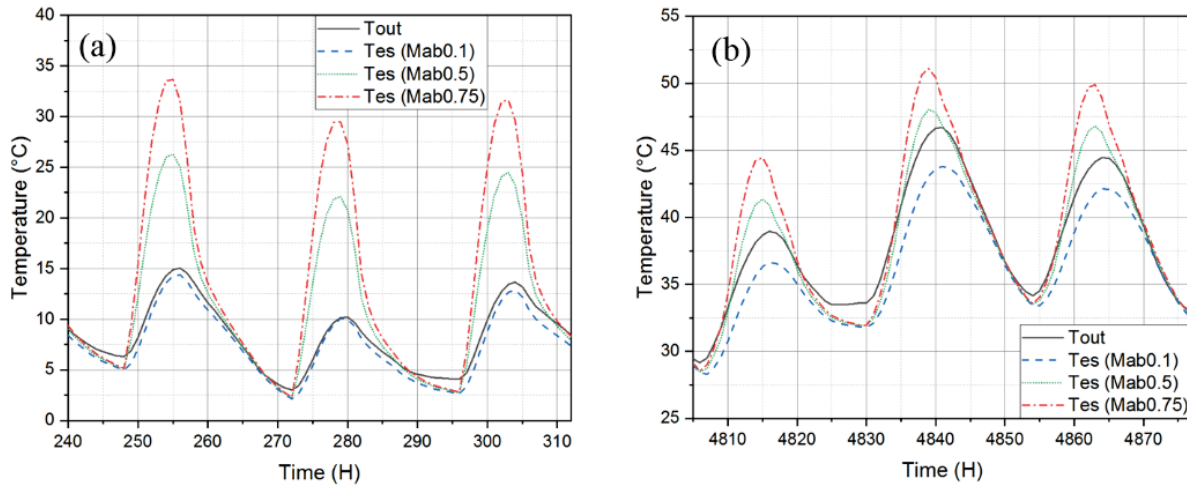 (a)
Tout
Tes (Mab0.1)
Tes (Mab0.5)
Tes (Mab0.75)
Temperature (°C)
40
35
30
25
20
15
10
5
0
240 250 260 270 280 290 300 310
Time (H)
(b)
Temperature (°C)
55
50
45
40
35
30
25
Tout
Tes (Mab0.1)
Tes (Mab0.5)
Tes (Mab0.75)
4810 4820 4830 4840 4850 4860 4870
Time (H)